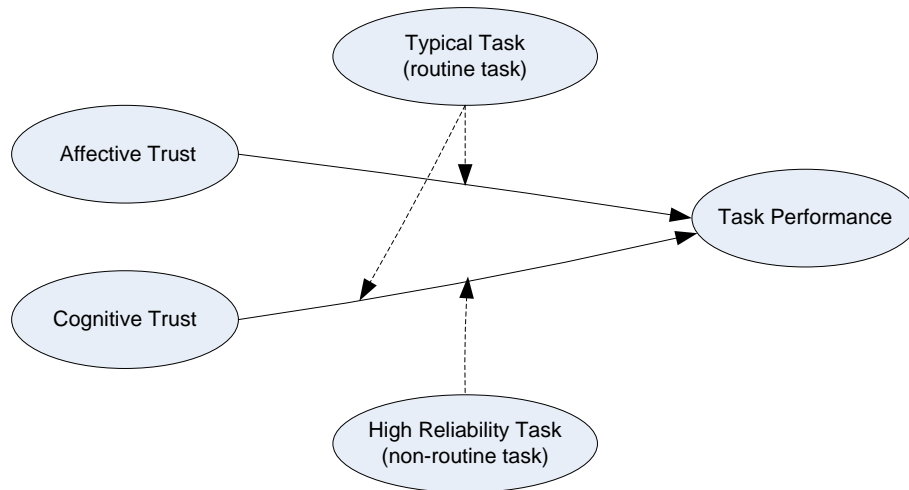 Typical Task
(routine task)
Affective Trust
Task Performance
Cognitive Trust
High Reliability Task
(non-routine task)